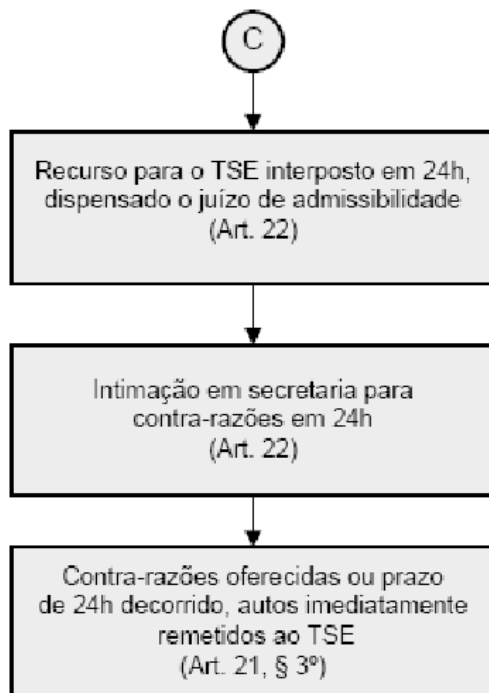 C
Recurso para o TSE interposto em 24h,
dispensado o juízo de admissibilidade
(Art. 22)
Intimação em secretaria para
contra-razões em 24h
(Art. 22)
Contra-razões oferecidas ou prazo
de 24h decorrido, autos imediatamente
remetidos ao TSE
(Art. 21, § 3º)